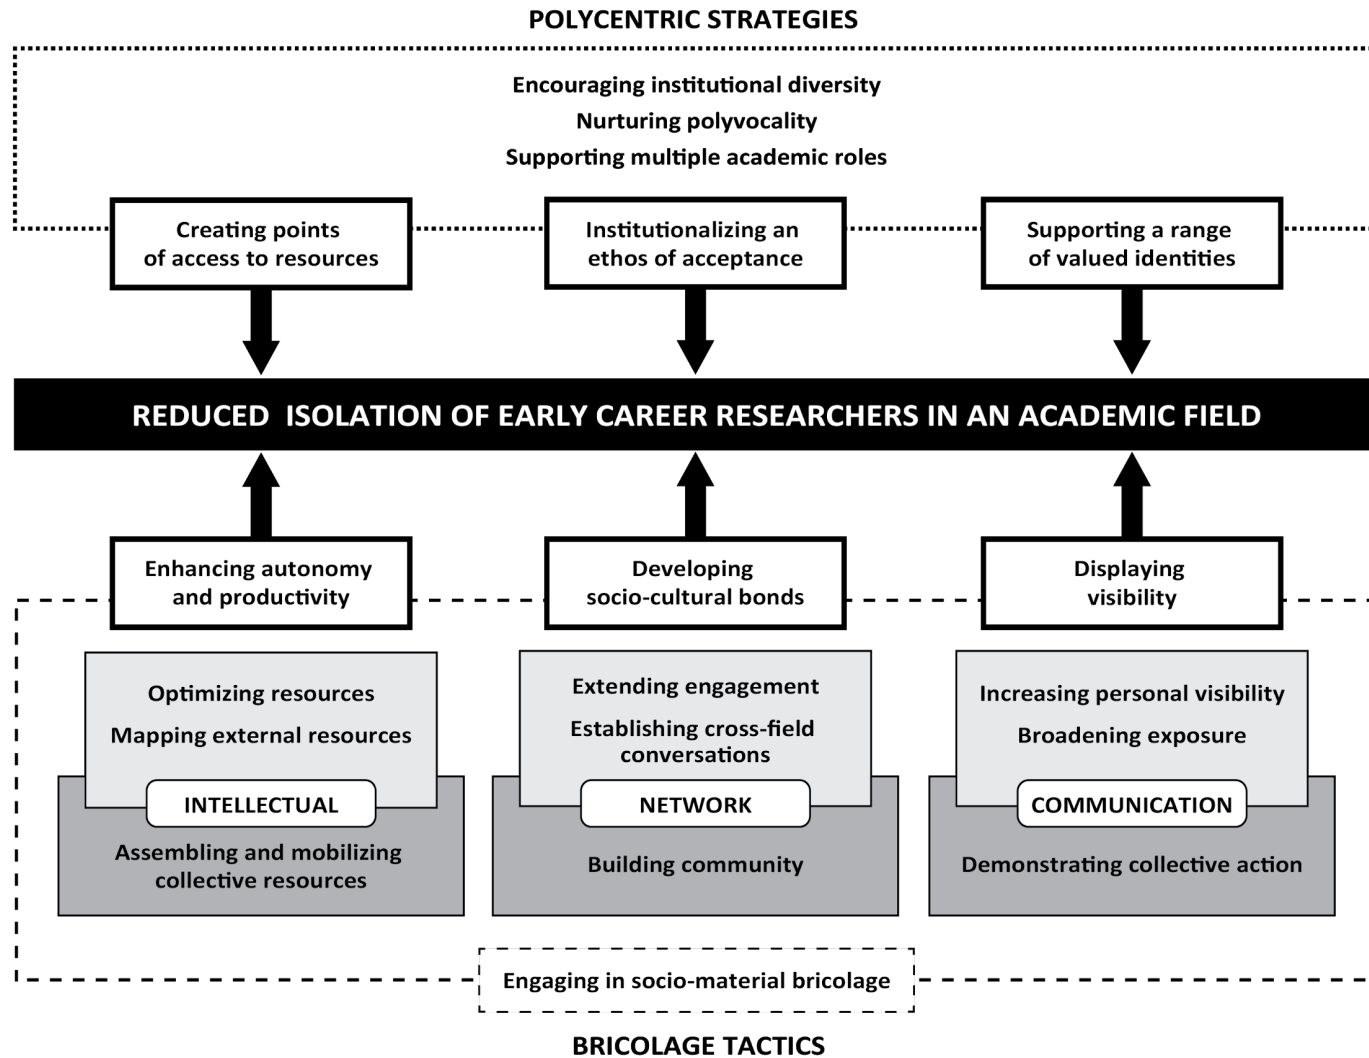 POLYCENTRIC STRATEGIES
Encouraging institutional diversity
Nurturing polyvocality
Supporting multiple academic roles
Creating points
of access to resources
Institutionalizing an
ethos of acceptance
Supporting a range
of valued identities
REDUCED ISOLATION OF EARLY CAREER RESEARCHERS IN AN ACADEMIC FIELD
Enhancing autonomy
and productivity
Developing
socio-cultural bonds
Displaying
visibility
Optimizing resources
Mapping external resources
INTELLECTUAL
Assembling and mobilizing
collective resources
Extending engagement
Establishing cross-field
conversations
NETWORK
Building community
Increasing personal visibility
Broadening exposure
COMMUNICATION
Demonstrating collective action
Engaging in socio-material bricolage
BRICOLAGE TACTICS